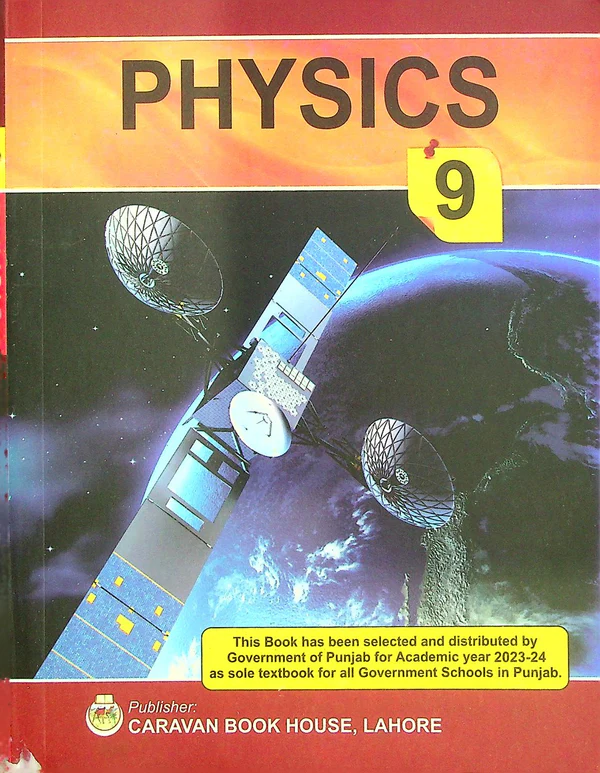 PHYSICS
9
This Book has been selected and distributed by
Government of Punjab for Academic year 2023-24
as sole textbook for all Government Schools in Punjab.
Publisher:
CARAVAN BOOK HOUSE, LAHORE